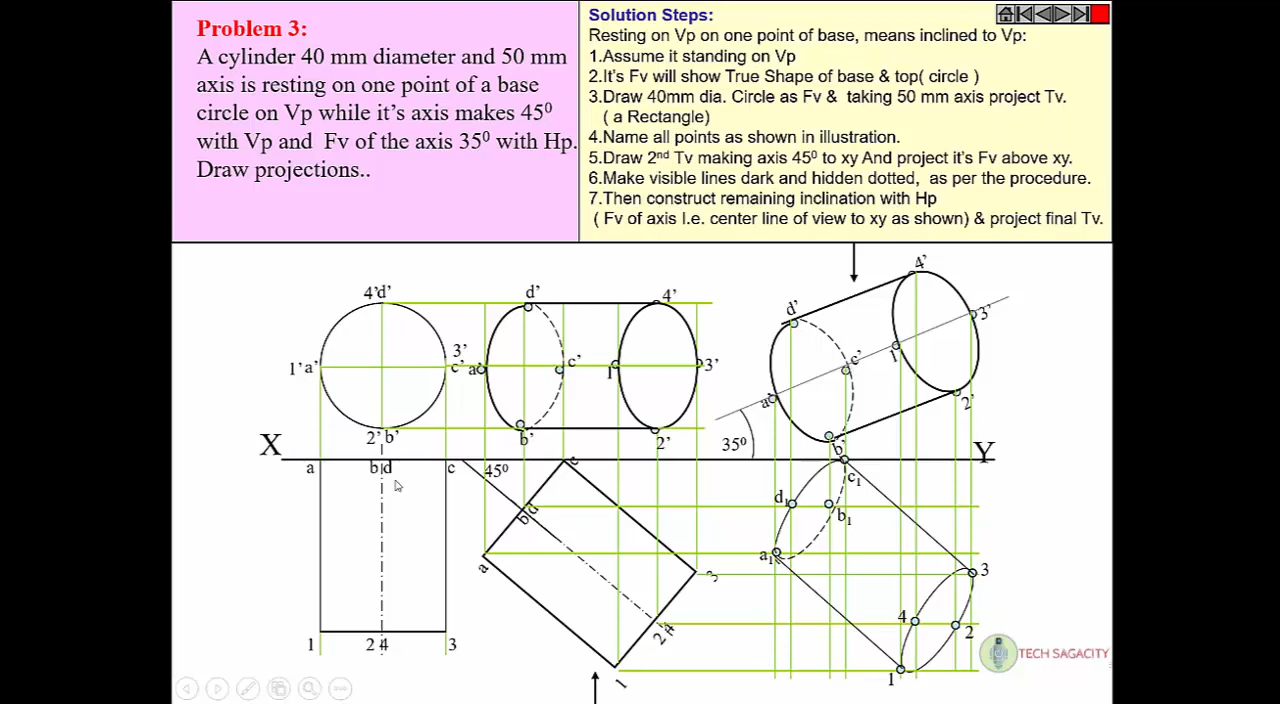 Problem 3:
A cylinder 40 mm diameter and 50 mm
axis is resting on one point of a base
circle on Vp while it's axis makes 45⁰
with Vp and Fv of the axis 35⁰ with Hp.
Draw projections..
Solution Steps:
Resting on Vp on one point of base, means inclined to Vp:
1.Assume it standing on Vp
2.It's Fv will show True Shape of base & top( circle )
3.Draw 40mm dia. Circle as Fv & taking 50 mm axis project Tv.
( a Rectangle)
4.Name all points as shown in illustration.
5.Draw 2nd Tv making axis 45⁰ to xy And project it's Fv above xy.
6.Make visible lines dark and hidden dotted, as per the procedure.
7.Then construct remaining inclination with Hp
( Fv of axis I.e. center line of view to xy as shown) & project final Tv.
4'd' d' 4' d' 4'
1'a' 3' c' a' c' 1' 3' a' c' 1' 3'
2'b' b' 2' b' 2'
35⁰
X Y
a b d c 45⁰ c c₁
b d d₁ b₁
a a₁
3 3
1 2 4 3 2 4 4 2
1 1
TECH SAGACITY